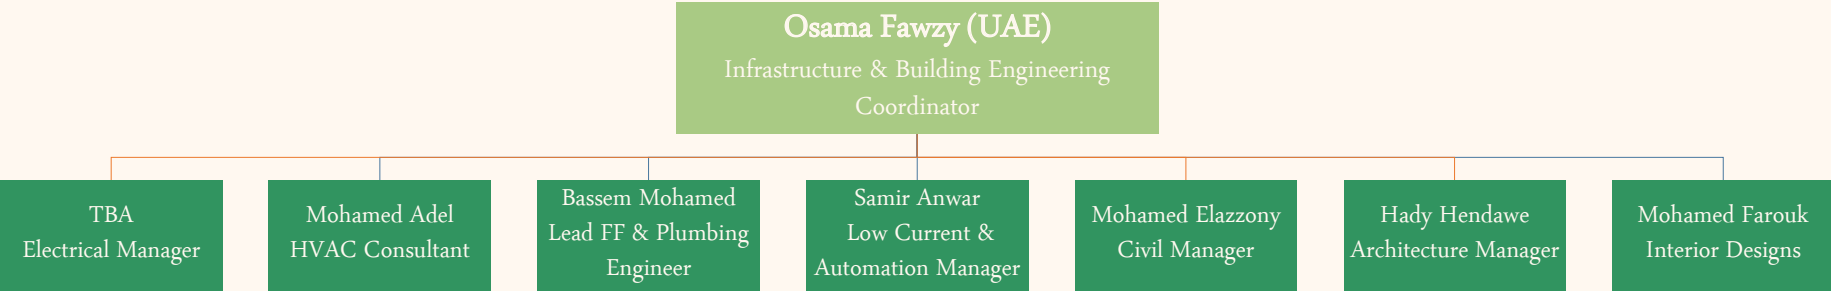 Osama Fawzy (UAE)
Infrastructure & Building Engineering
Coordinator
TBA
Electrical Manager
Mohamed Adel
HVAC Consultant
Bassem Mohamed
Lead FF & Plumbing
Engineer
Samir Anwar
Low Current &
Automation Manager
Mohamed Elazzony
Civil Manager
Hady Hendawe
Architecture Manager
Mohamed Farouk
Interior Designs